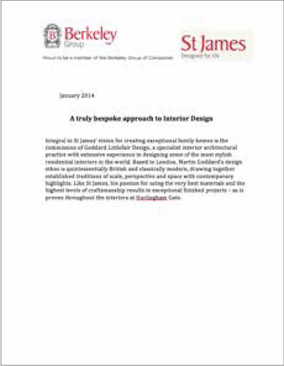 Berkeley
Group
St James
Designed for life
Proud to be a member of the Berkeley Group of Companies
January 2014
A truly bespoke approach to Interior Design
Integral to St James' vision for creating exceptional family homes is the
commission of Goddard Littlefair Design, a specialist interior architectural
practice with extensive experience in designing some of the most stylish
residential interiors in the world. Based in London, Martin Goddard's design
ethos is quintessentially British and classically modern, drawing together
established traditions of scale, perspective and space with contemporary
highlights. Like St James, his passion for using the very best materials and the
highest levels of craftsmanship results in exceptional finished projects – as is
proven throughout the interiors at Hurlingham Gate.